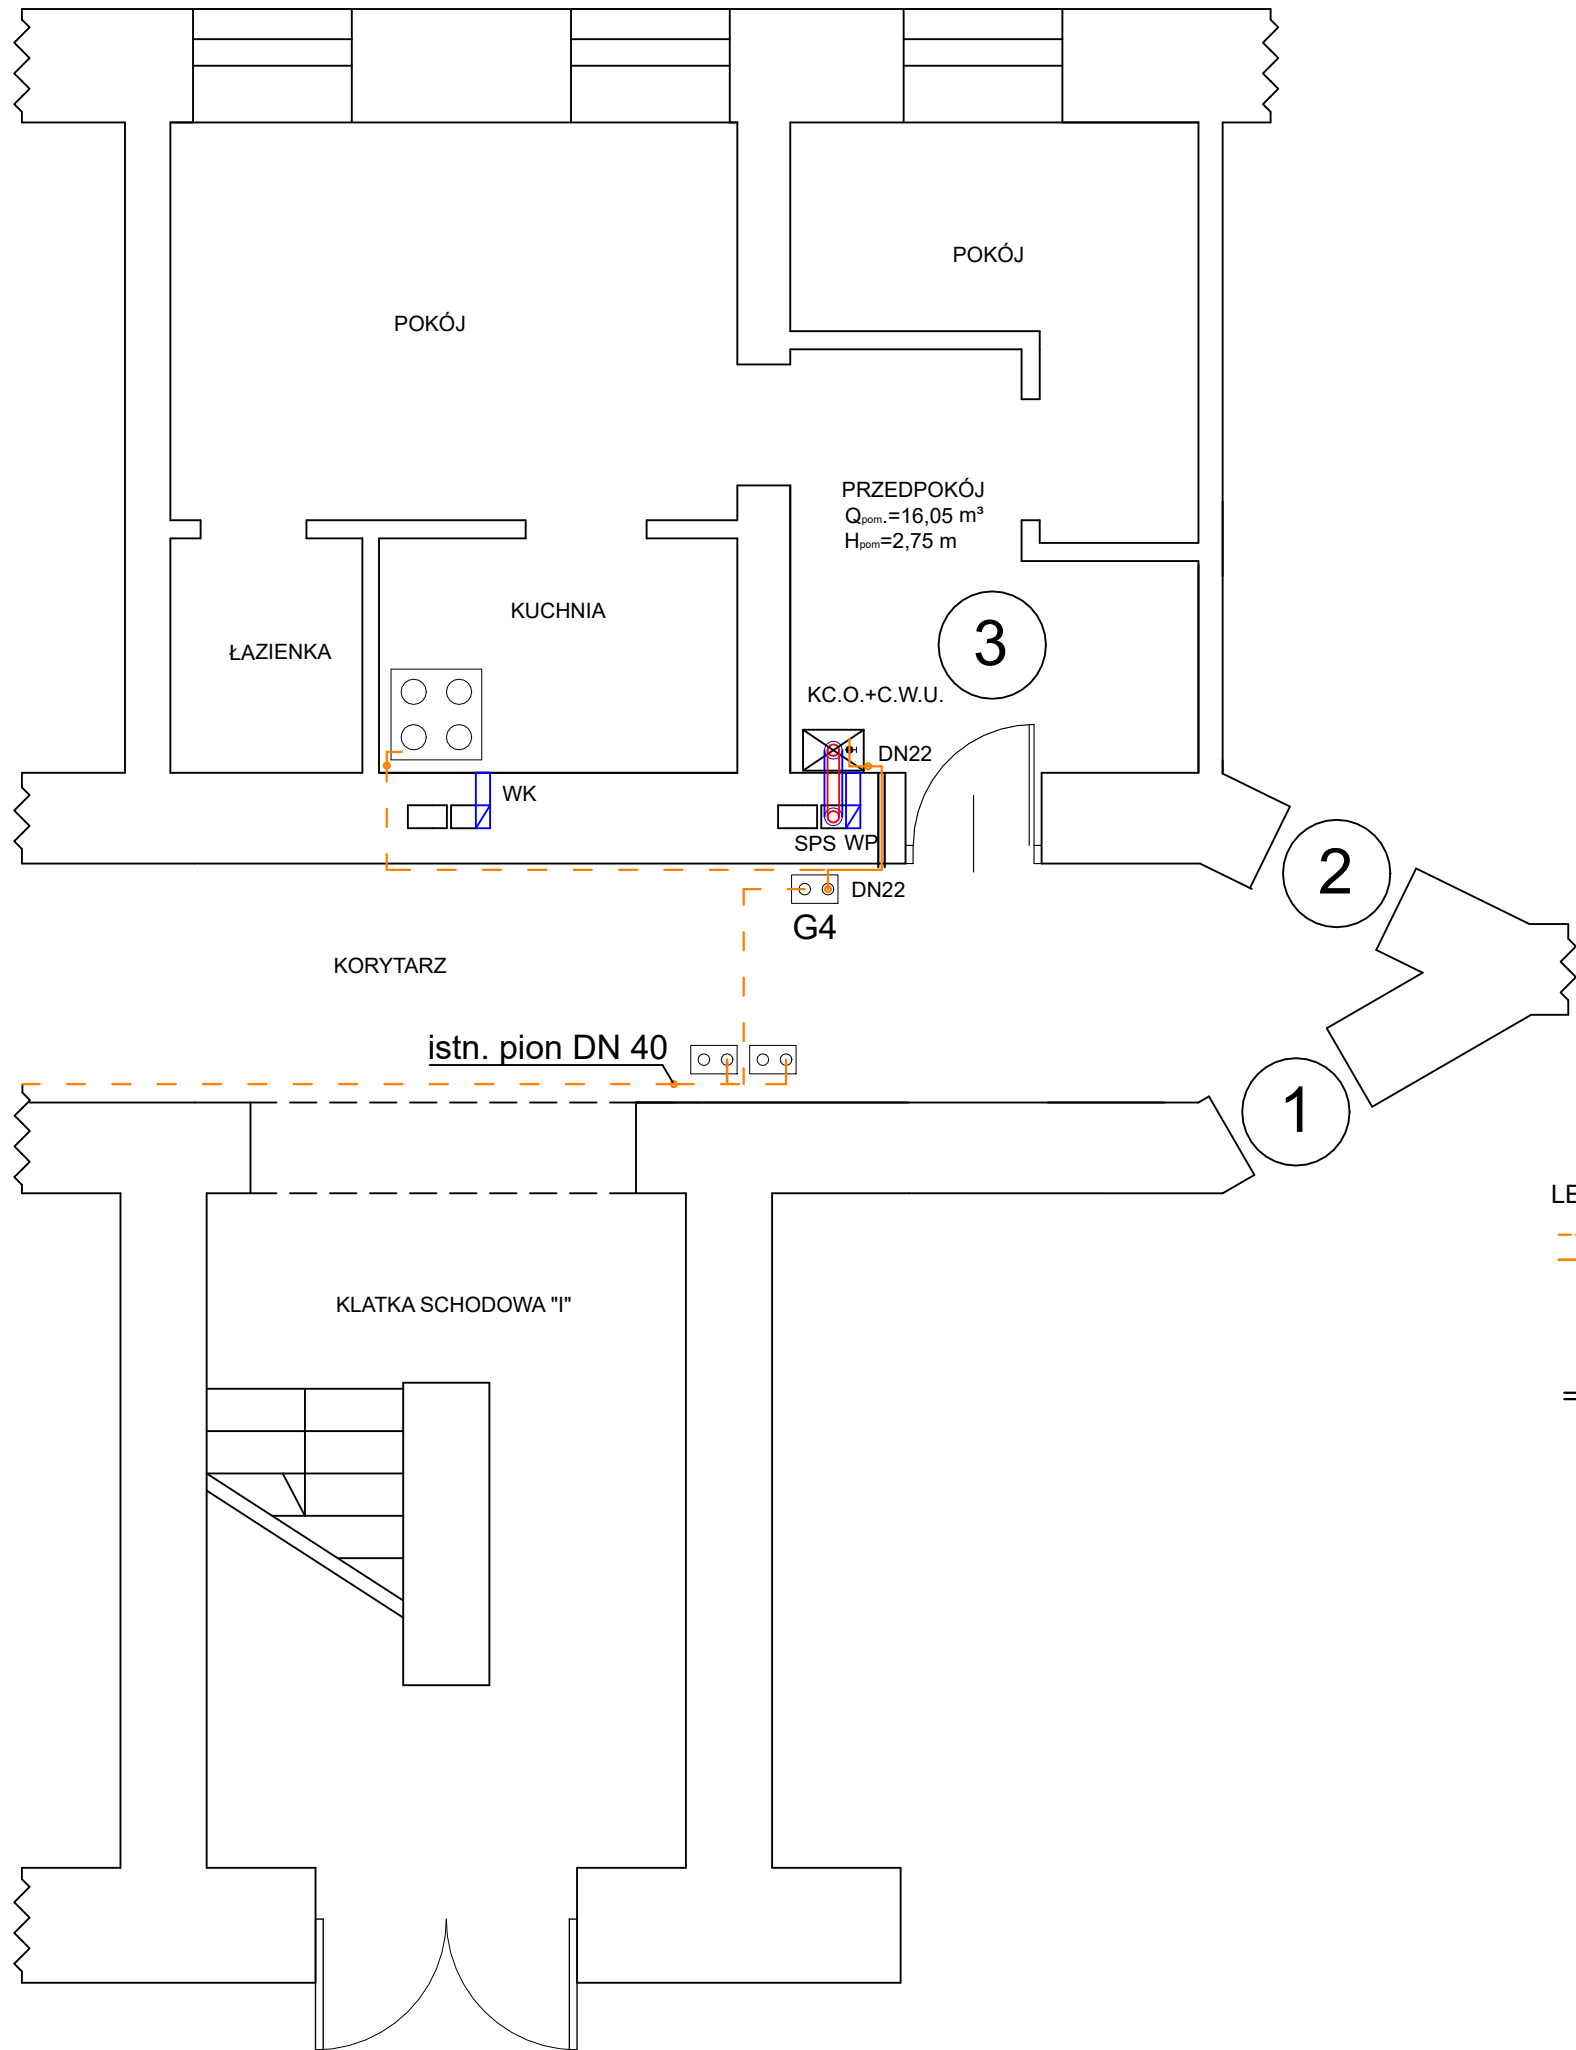 POKÓJ
POKÓJ
PRZEDPOKÓJ
Qpom.=16,05 m³
Hpom=2,75 m
KUCHNIA
ŁAZIENKA
3
KC.O.+C.W.U.
DN22
WK
SPS WP
2
DN22
G4
KORYTARZ
istn. pion DN 40
1
LE
KLATKA SCHODOWA "I"